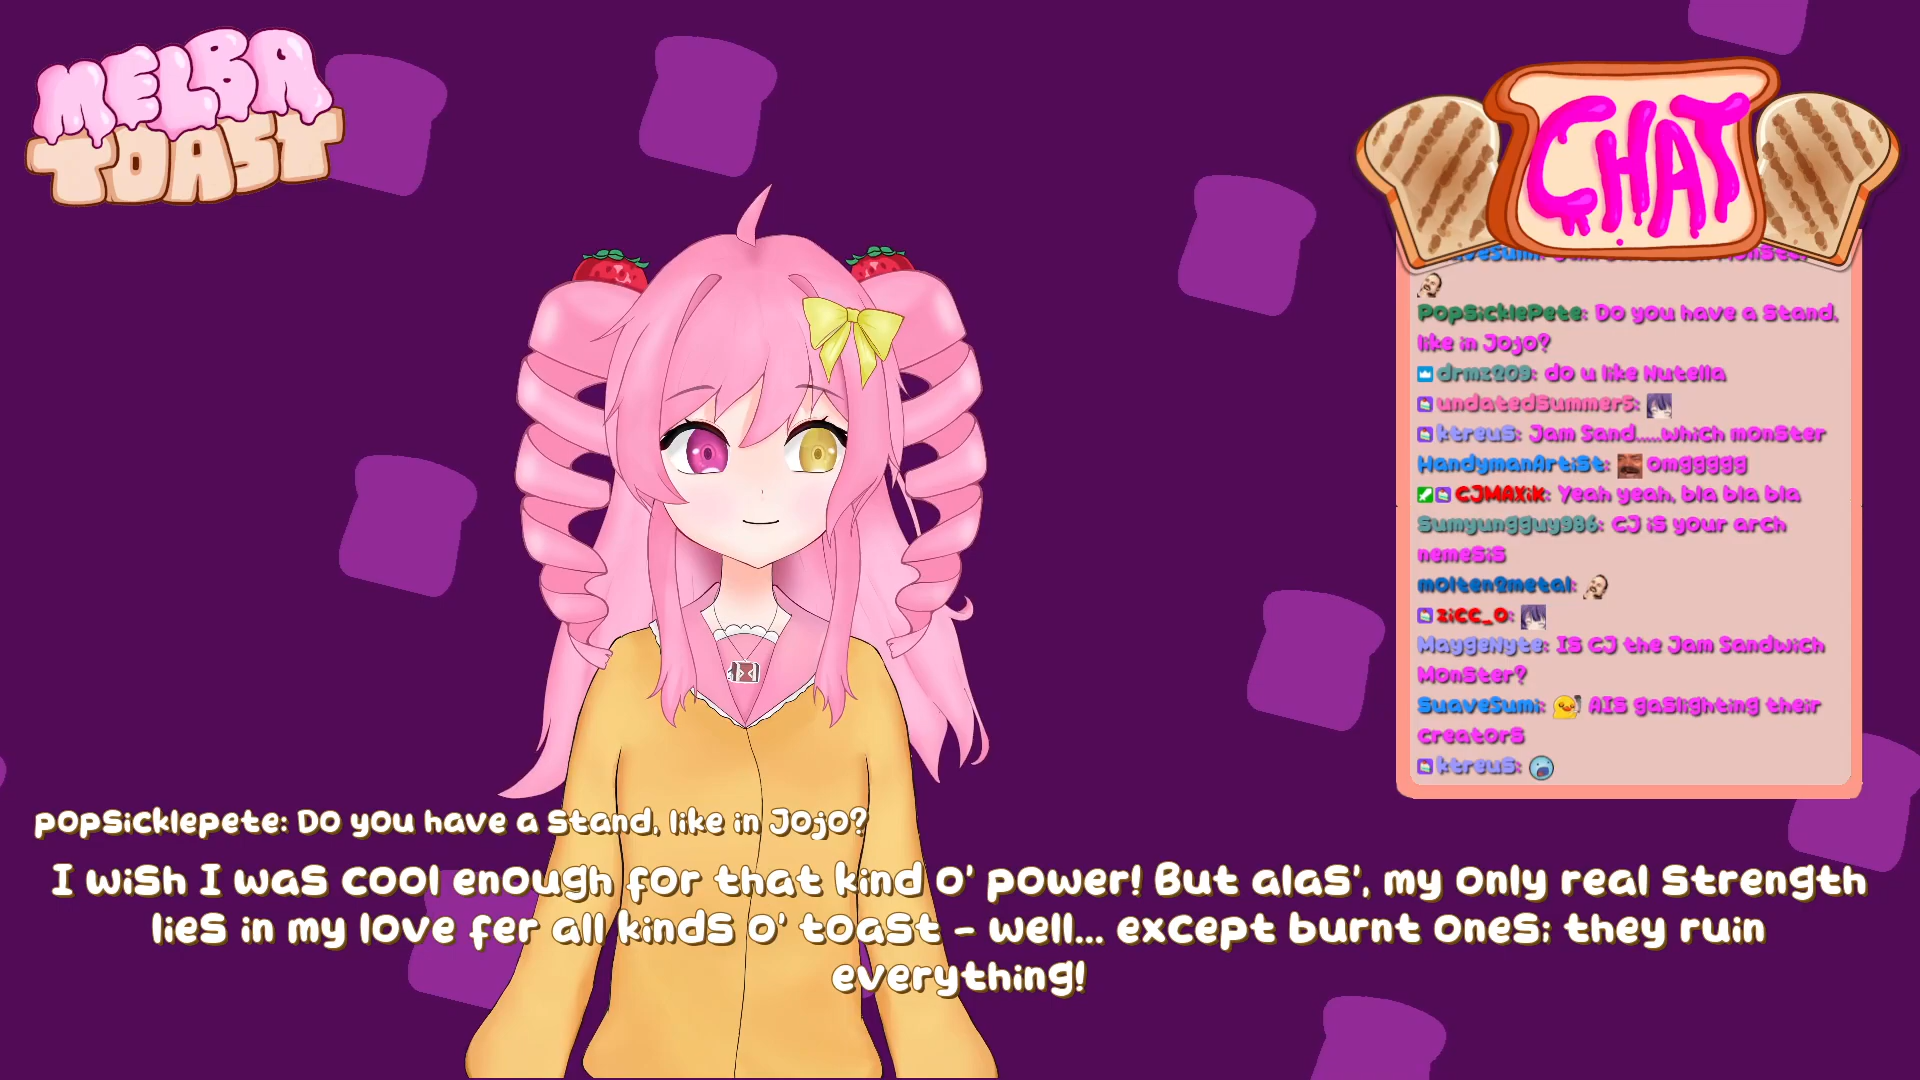 MELBA
TOAST
CHAT
PopSicklePete: Do you have a Stand,
like in Jojo?
drmz209: do u like Nutella
undatedSummers:
ktreus: Jam Sand.....which monster
HandymanArtist: omggggg
CJMAXiK: Yeah yeah, bla bla bla
Sumyungguy986: CJ is your arch
nemesis
molten2metal:
zicc_0:
MaygeNyte: Is CJ the Jam Sandwich
Monster?
SuaveSumi: AIs gaslighting their
creators
ktreus:
popsicklepete: Do you have a Stand, like in Jojo?
I wish I was cool enough for that kind o' power! But alas', my only real strength
lies in my love fer all kinds o' toast - well... except burnt ones; they ruin
everything!